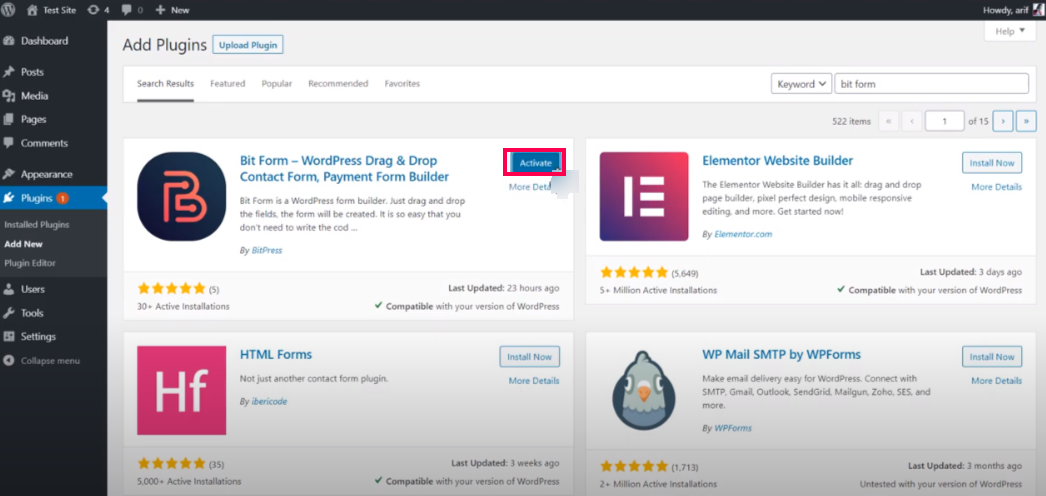 Test Site 4 0 New Howdy, arif
Help
Dashboard
Posts
Media
Pages
Comments
Appearance
Plugins 1
Installed Plugins
Add New
Plugin Editor
Users
Tools
Settings
Collapse menu
Add Plugins Upload Plugin
Search Results Featured Popular Recommended Favorites Keyword bit form
522 items « ‹ 1 of 15 › »
Bit Form – WordPress Drag & Drop
Contact Form, Payment Form Builder
Activate
Bit Form is a WordPress form builder. Just drag and drop
the fields, the form will be created. It is so easy that you
don't need to write the cod ...
By BitPress
More
(5)
Last Updated: 23 hours ago
30+ Active Installations
Compatible with your version of WordPress
Elementor Website Builder
Install Now
More Details
The Elementor Website Builder has it all: drag and drop
page builder, pixel perfect design, mobile responsive
editing, and more. Get started now!
By Elementor.com
(5,649)
Last Updated: 3 days ago
5+ Million Active Installations
Compatible with your version of WordPress
Hf
HTML Forms
Install Now
More Details
Not just another contact form plugin.
By ibericode
(35)
Last Updated: 3 weeks ago
5,000+ Active Installations
Compatible with your version of WordPress
WP Mail SMTP by WPForms
Install Now
More Details
Make email delivery easy for WordPress. Connect with
SMTP, Gmail, Outlook, SendGrid, Mailgun, Zoho, SES, and
more.
By WPForms
(1,713)
Last Updated: 3 months ago
2+ Million Active Installations
Untested with your version of WordPress